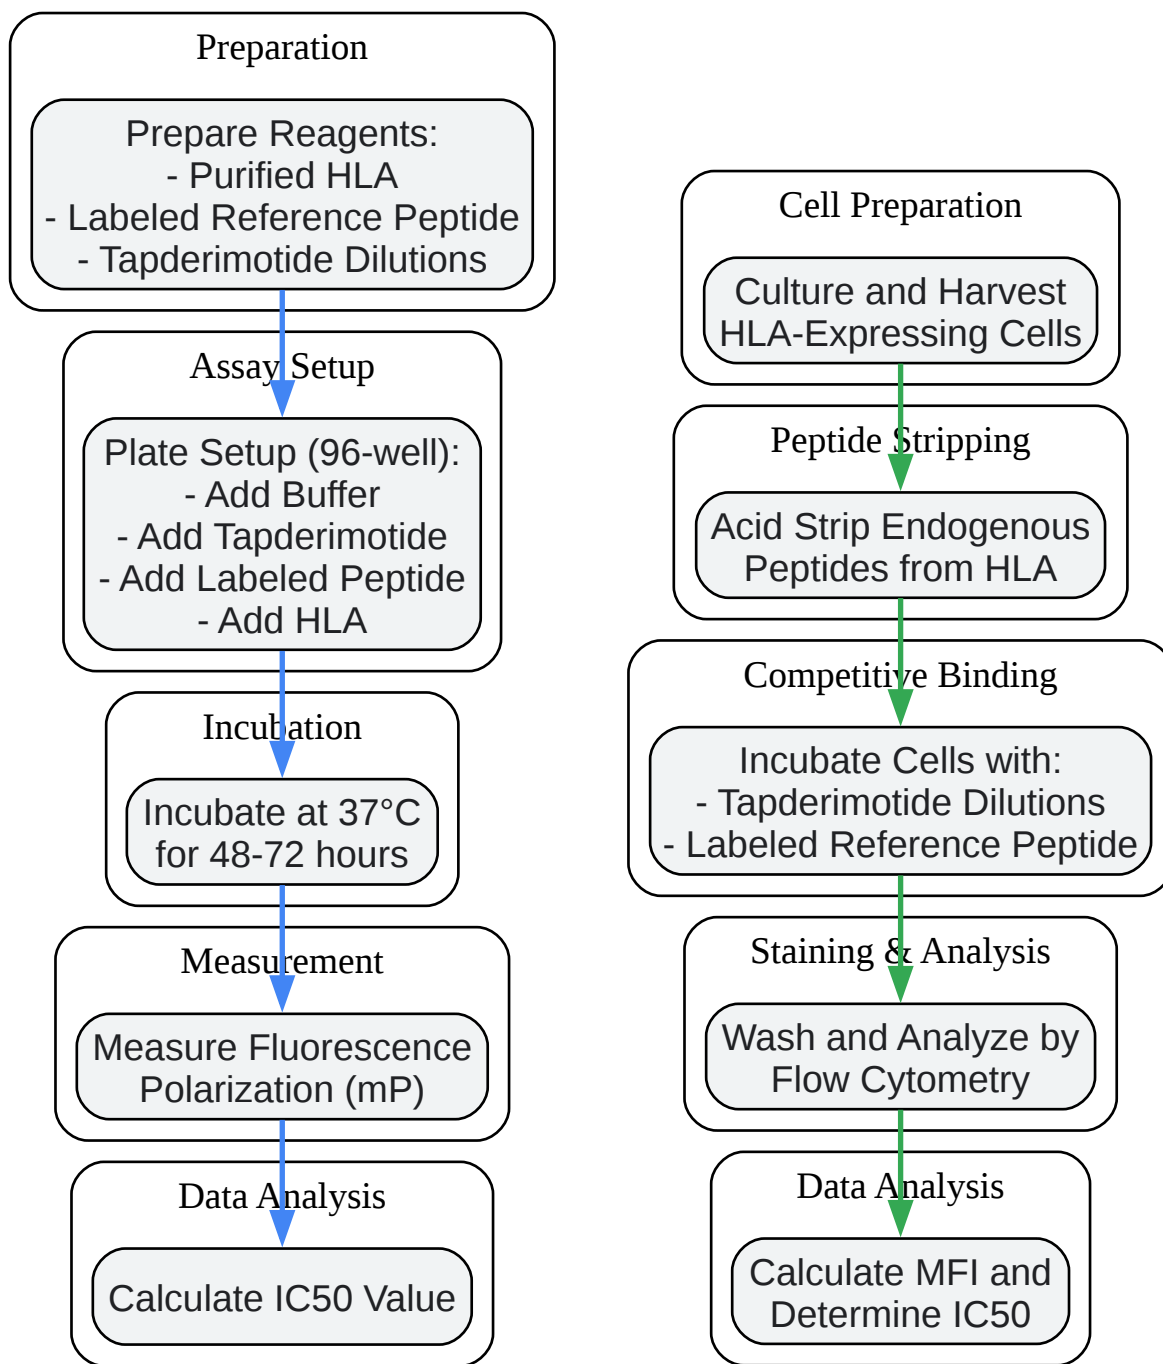 Preparation
Prepare Reagents:
- Purified HLA
- Labeled Reference Peptide
- Tapderimotide Dilutions
Assay Setup
Plate Setup (96-well):
- Add Buffer
- Add Tapderimotide
- Add Labeled Peptide
- Add HLA
Incubation
Incubate at 37°C
for 48-72 hours
Measurement
Measure Fluorescence
Polarization (mP)
Data Analysis
Calculate IC50 Value
Cell Preparation
Culture and Harvest
HLA-Expressing Cells
Peptide Stripping
Acid Strip Endogenous
Peptides from HLA
Competitive Binding
Incubate Cells with:
- Tapderimotide Dilutions
- Labeled Reference Peptide
Staining & Analysis
Wash and Analyze by
Flow Cytometry
Data Analysis
Calculate MFI and
Determine IC50